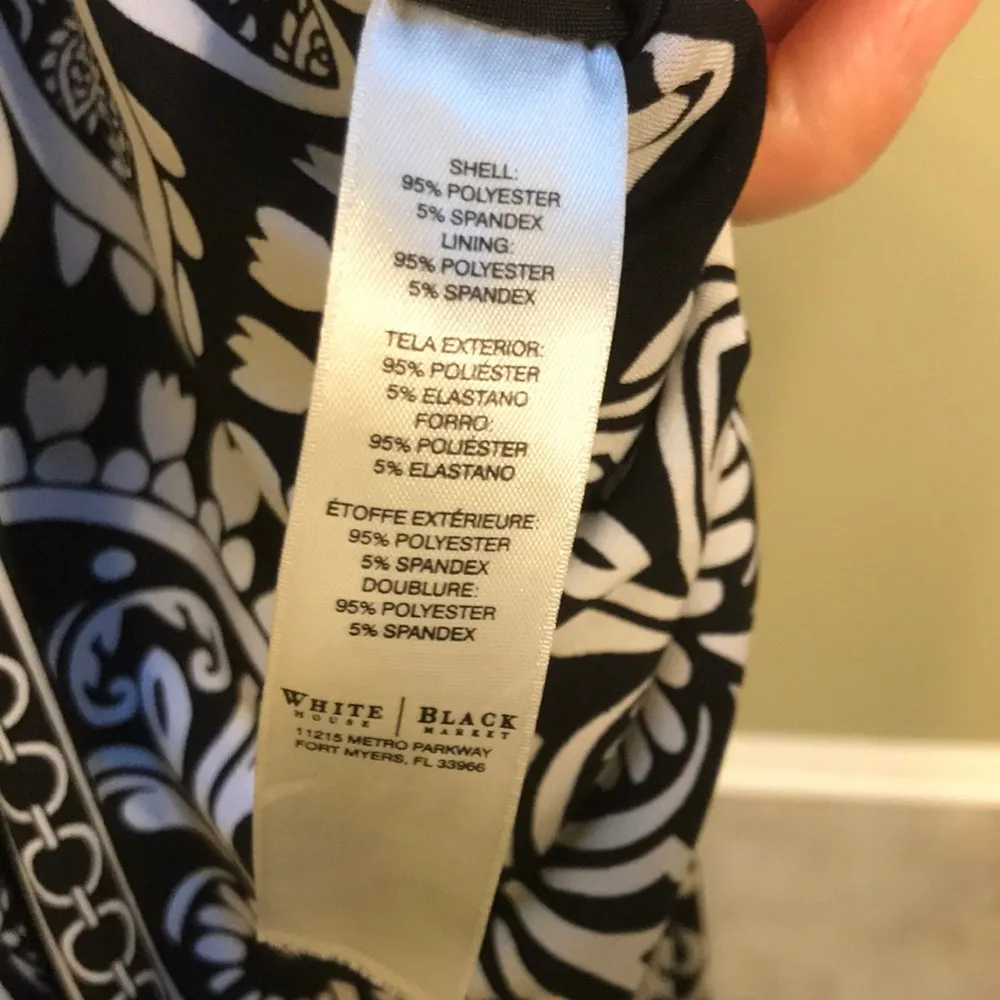 SHELL:
95% POLYESTER
5% SPANDEX
LINING:
95% POLYESTER
5% SPANDEX
TELA EXTERIOR:
95% POLIÉSTER
5% ELASTANO
FORRO:
95% POLIÉSTER
5% ELASTANO
ÉTOFFE EXTÉRIEURE:
95% POLYESTER
5% SPANDEX
DOUBLURE:
95% POLYESTER
5% SPANDEX
WHITE | BLACK
HOUSE MARKET
11215 METRO PARKWAY
FORT MYERS, FL 33966